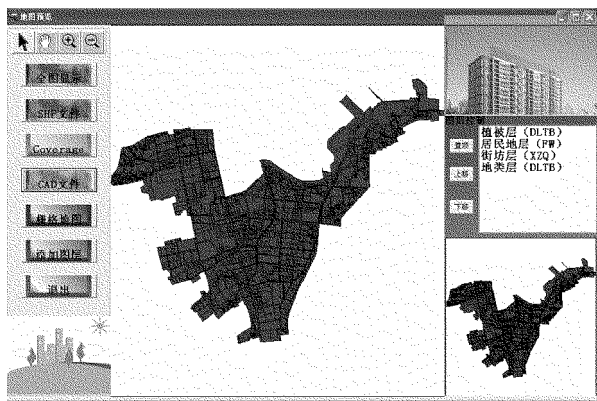 地图预览
全图显示
SHP文件
Coverage
CAD文件
栅格地图
添加图层
退出
置顶
上移
下移
植被层(DLTB)
居民地层(FW)
街坊层(XZQ)
地类层(DLTB)